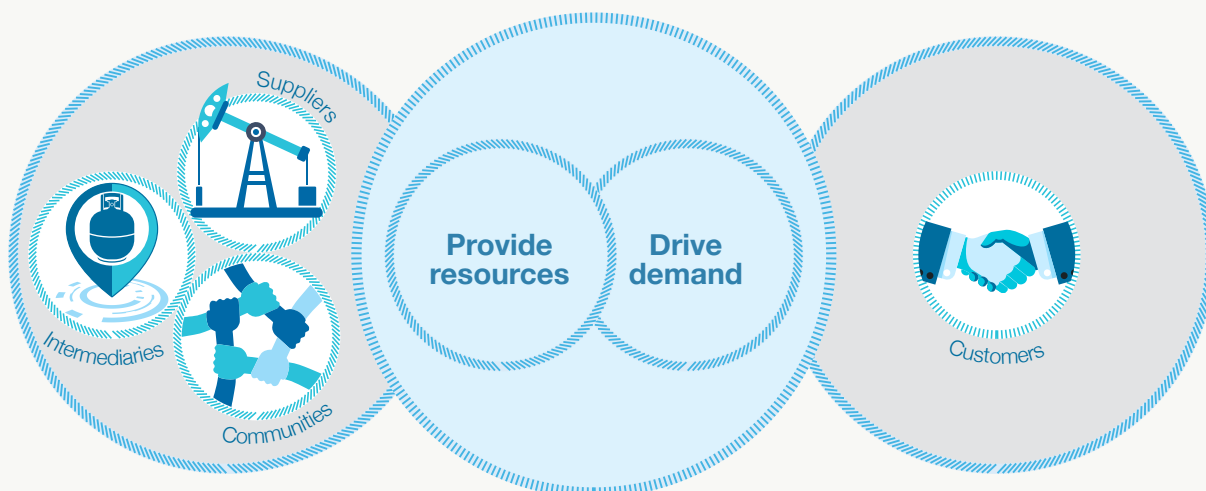 Suppliers
Intermediaries
Communities
Provide
resources
Drive
demand
Customers